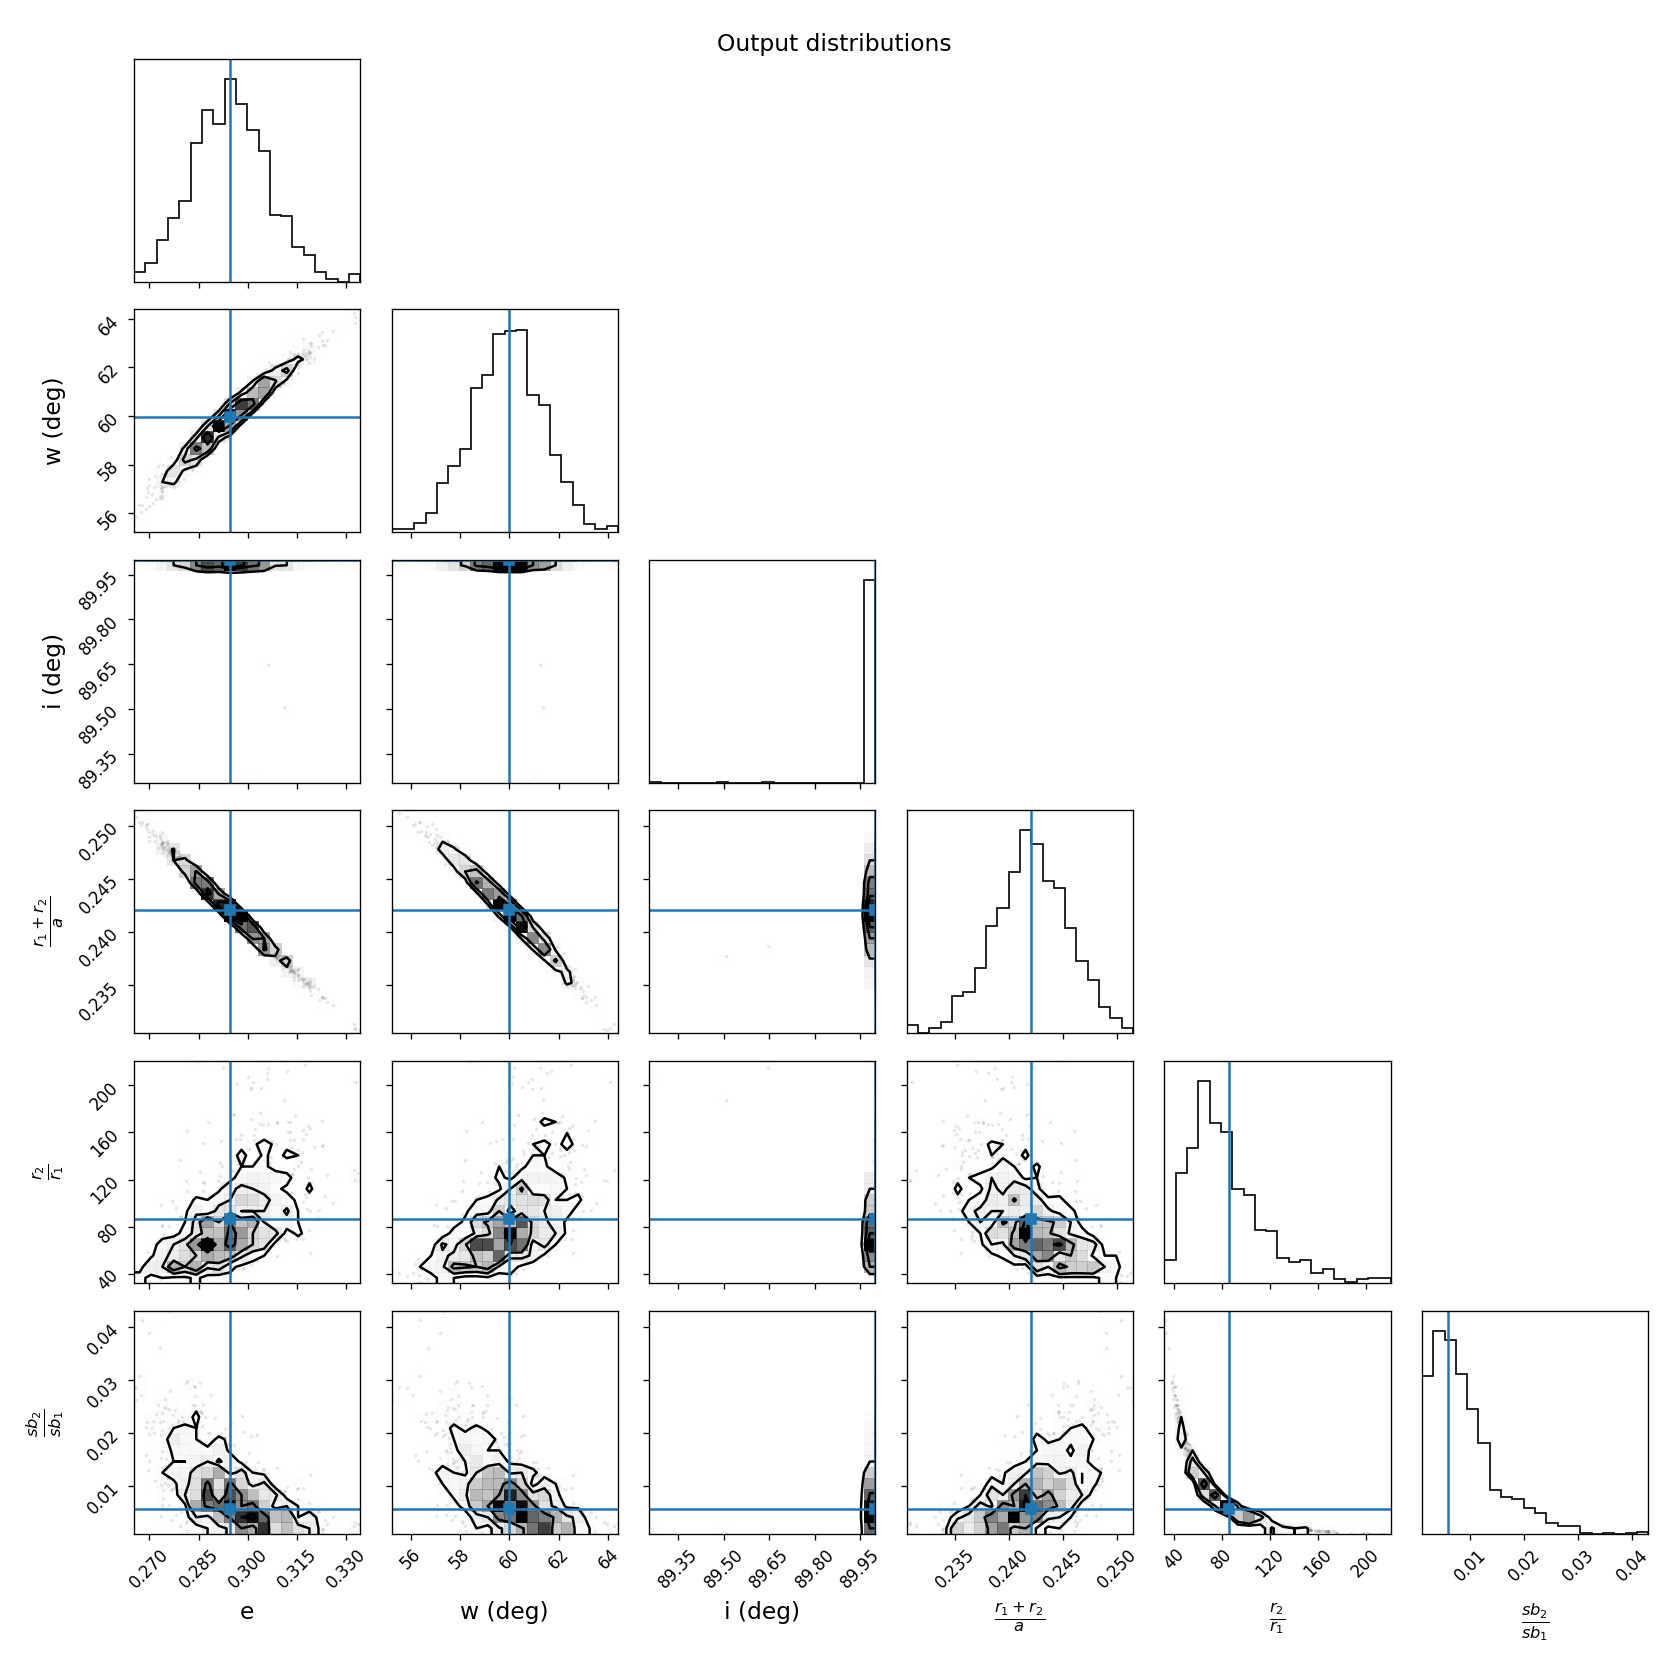 Output distributions
64
62
60
58
56
w (deg)
89.95
89.80
89.65
89.50
89.35
i (deg)
0.250
0.245
0.240
0.235
r₁ + r₂
a
200
160
120
80
40
r₂
r₁
0.04
0.03
0.02
0.01
sb₂
sb₁
0.270 0.285 0.300 0.315 0.330 56 58 60 62 64 89.35 89.50 89.65 89.80 89.95 0.235 0.240 0.245 0.250 40 80 120 160 200 0.01 0.02 0.03 0.04
e w (deg) i (deg) r₁ + r₂ r₂ sb₂
a r₁ sb₁